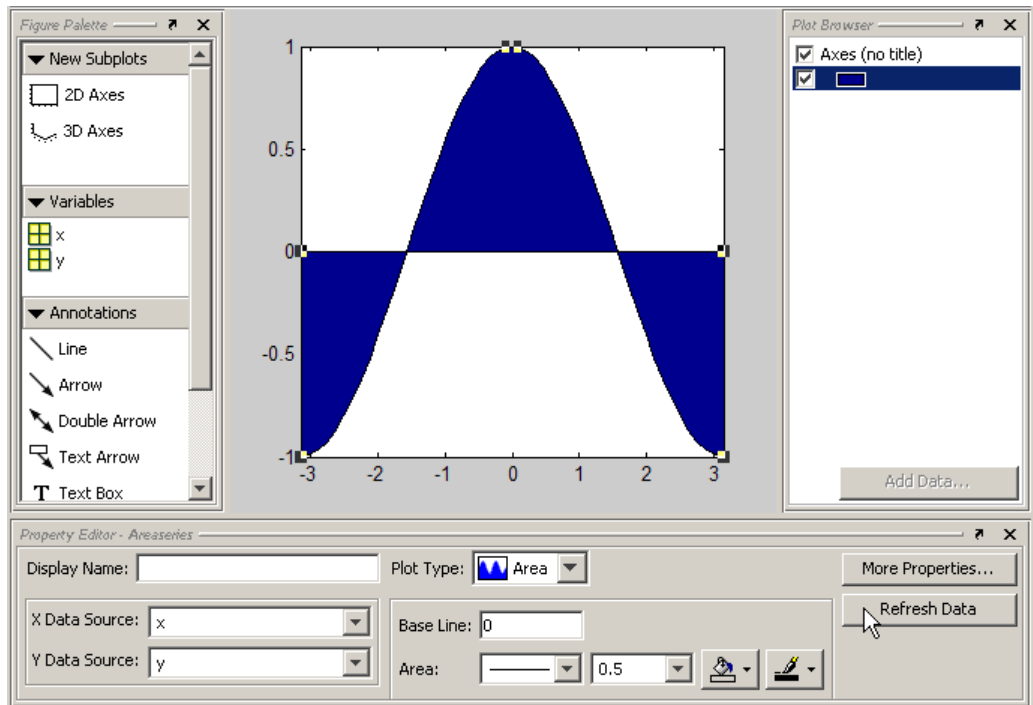 Figure Palette
New Subplots
2D Axes
3D Axes
Variables
x
y
Annotations
Line
Arrow
Double Arrow
Text Arrow
T Text Box
1
0.5
0
-0.5
-1
-3 -2 -1 0 1 2 3
Plot Browser
Axes (no title)
Add Data...
Property Editor - Areaseries
Display Name:
Plot Type: Area
More Properties...
X Data Source: x
Base Line: 0
Refresh Data
Y Data Source: y
Area: 0.5